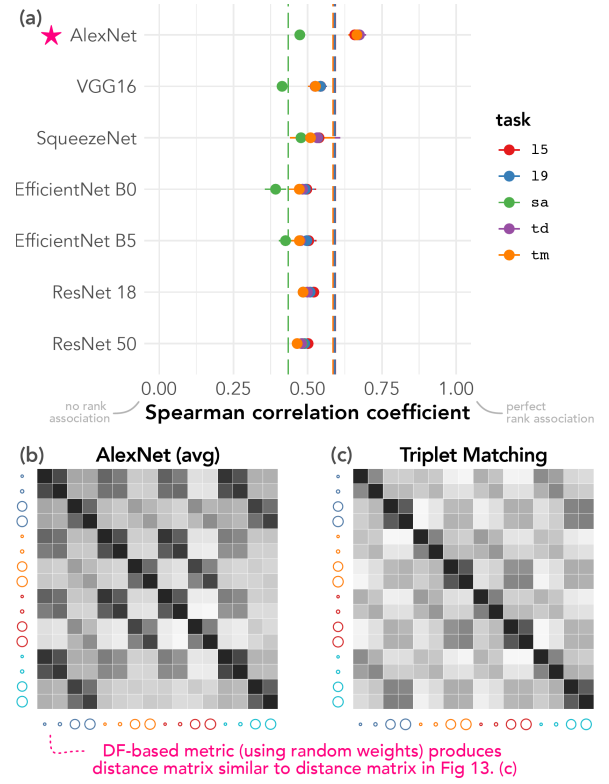 (a)
AlexNet
VGG16
SqueezeNet
EfficientNet B0
EfficientNet B5
ResNet 18
ResNet 50
task
l5
l9
sa
td
tm
0.00 0.25 0.50 0.75 1.00
no rank
association
Spearman correlation coefficient
perfect
rank association
(b) AlexNet (avg)
(c) Triplet Matching
DF-based metric (using random weights) produces
distance matrix similar to distance matrix in Fig 13. (c)